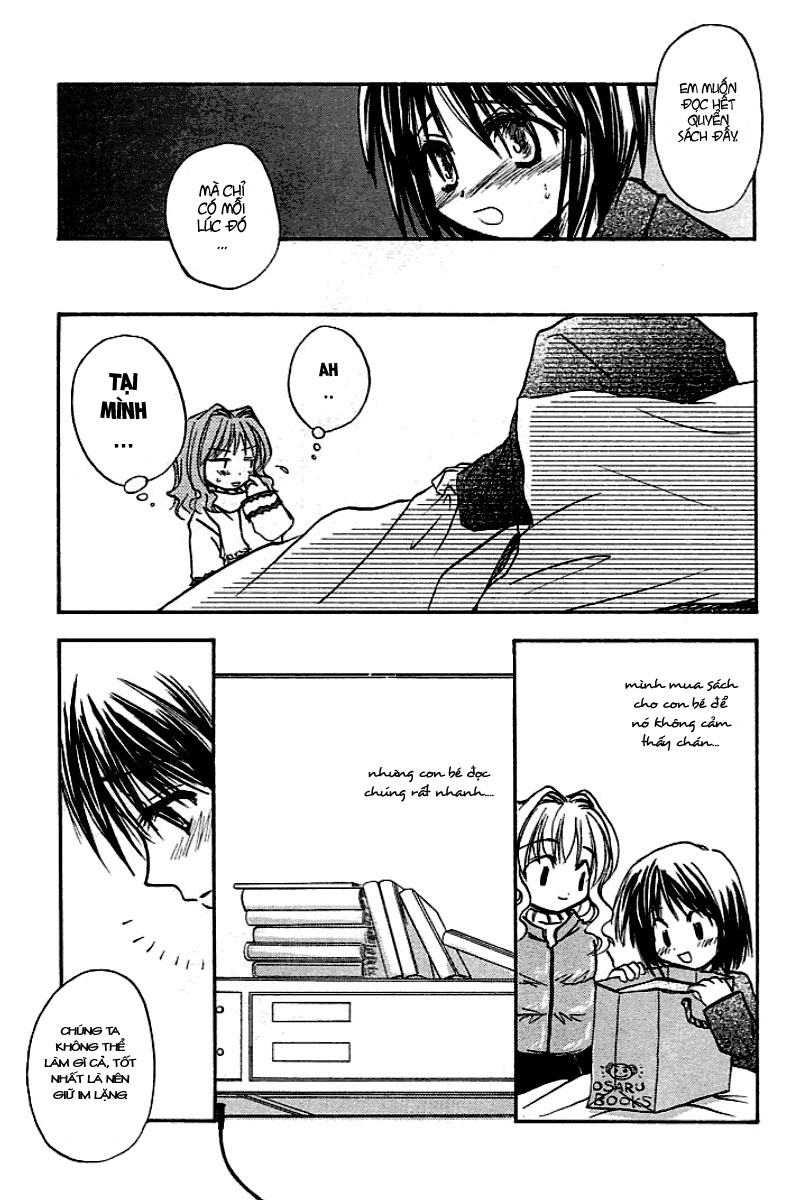 EM MUỐN
ĐỌC HẾT
QUYỂN
SÁCH ĐẤY.
MÀ CHỈ
CÓ MỖI
LÚC ĐÓ
...
AH
..
TẠI
MÌNH
...
mình mua sách
cho con bé để
nó không cảm
thấy chán...
nhưng con bé đọc
chúng rất nhanh....
OSARU
BOOKS
CHÚNG TA
KHÔNG THỂ
LÀM GÌ CẢ, TỐT
NHẤT LÀ NÊN
GIỮ IM LẶNG